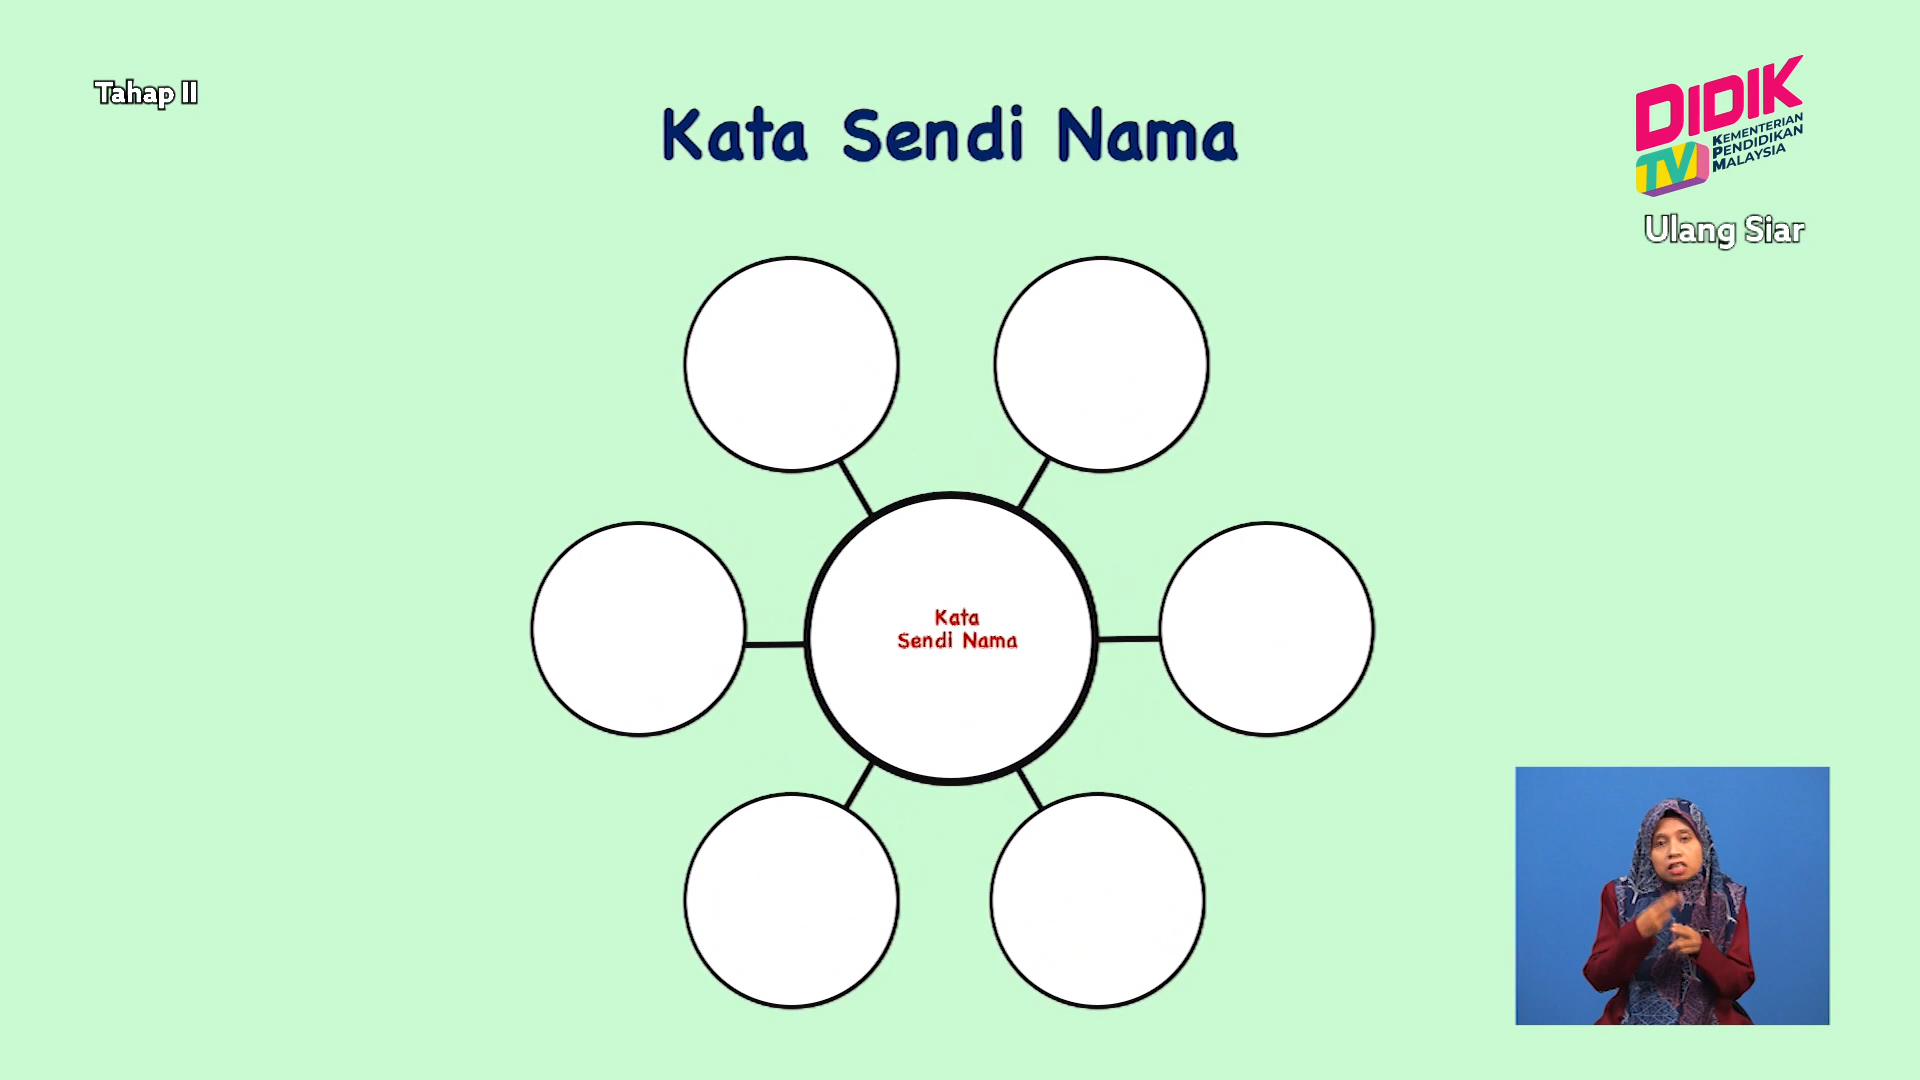 Tahap II
Kata Sendi Nama
DIDIK
TV
KEMENTERIAN
PENDIDIKAN
MALAYSIA
Ulang Siar
Kata
Sendi Nama